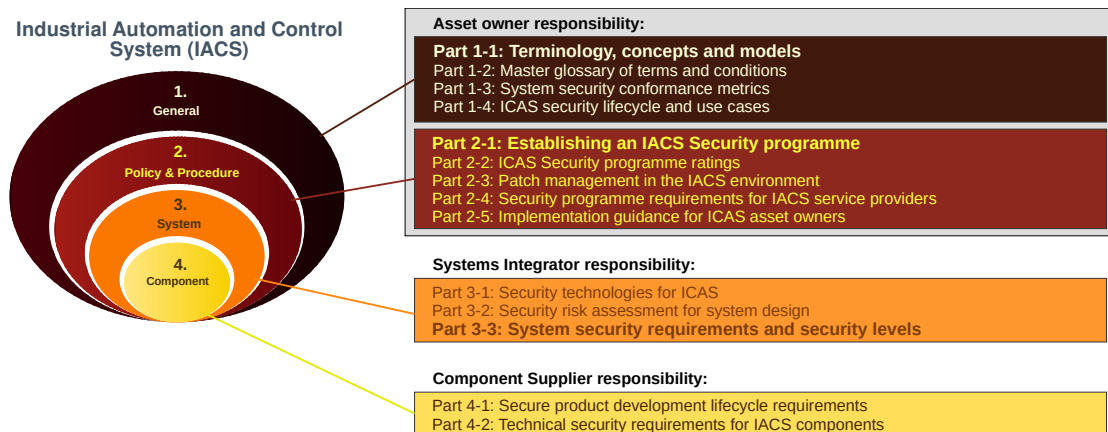 Industrial Automation and Control
System (IACS)
1.
General
2.
Policy & Procedure
3.
System
4.
Component
Asset owner responsibility:
Part 1-1: Terminology, concepts and models
Part 1-2: Master glossary of terms and conditions
Part 1-3: System security conformance metrics
Part 1-4: ICAS security lifecycle and use cases
Part 2-1: Establishing an IACS Security programme
Part 2-2: ICAS Security programme ratings
Part 2-3: Patch management in the IACS environment
Part 2-4: Security programme requirements for IACS service providers
Part 2-5: Implementation guidance for ICAS asset owners
Systems Integrator responsibility:
Part 3-1: Security technologies for ICAS
Part 3-2: Security risk assessment for system design
Part 3-3: System security requirements and security levels
Component Supplier responsibility:
Part 4-1: Secure product development lifecycle requirements
Part 4-2: Technical security requirements for IACS components